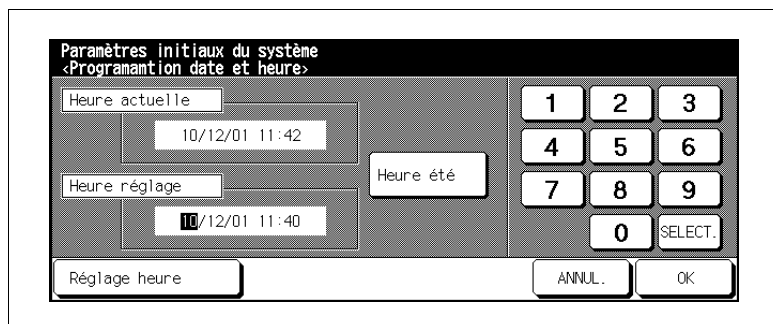 Paramètres initiaux du système
<Programamtion date et heure>
Heure actuelle
10/12/01 11:42
Heure réglage
10/12/01 11:40
Heure été
1 2 3
4 5 6
7 8 9
0 SELECT.
Réglage heure
ANNUL. OK